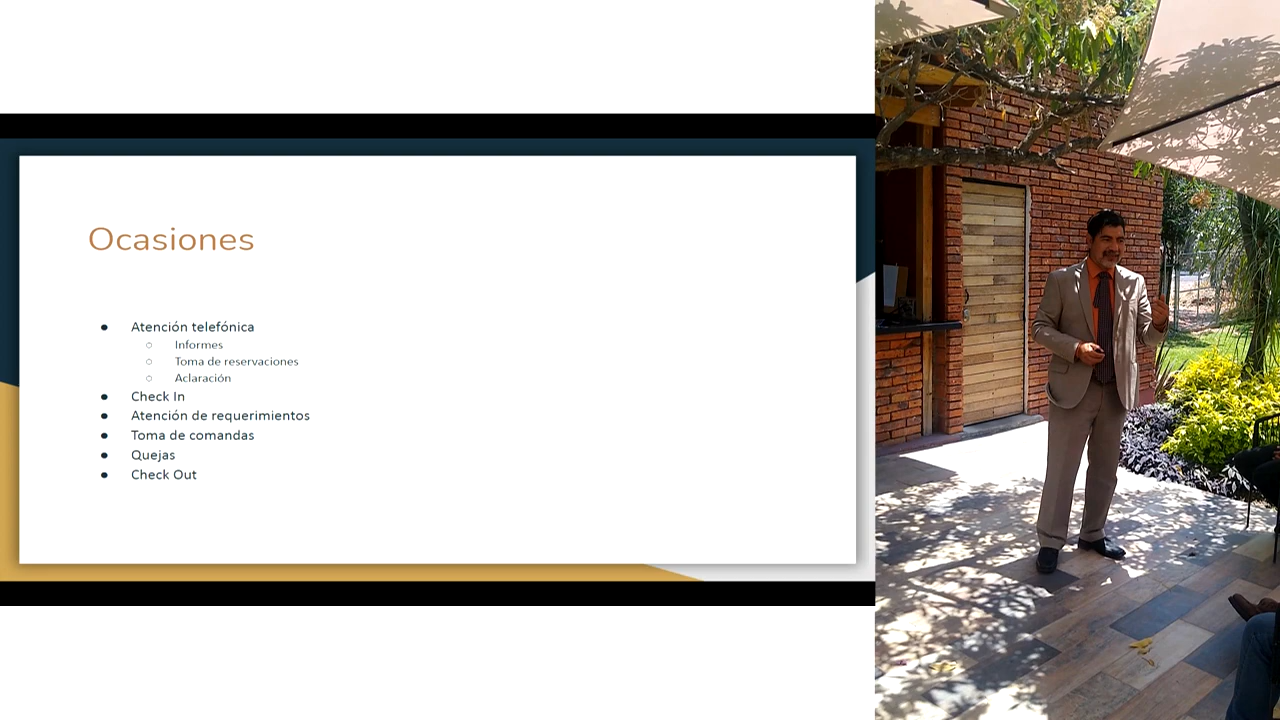 Ocasiones
● Atención telefónica
○ Informes
○ Toma de reservaciones
○ Aclaración
● Check In
● Atención de requerimientos
● Toma de comandas
● Quejas
● Check Out